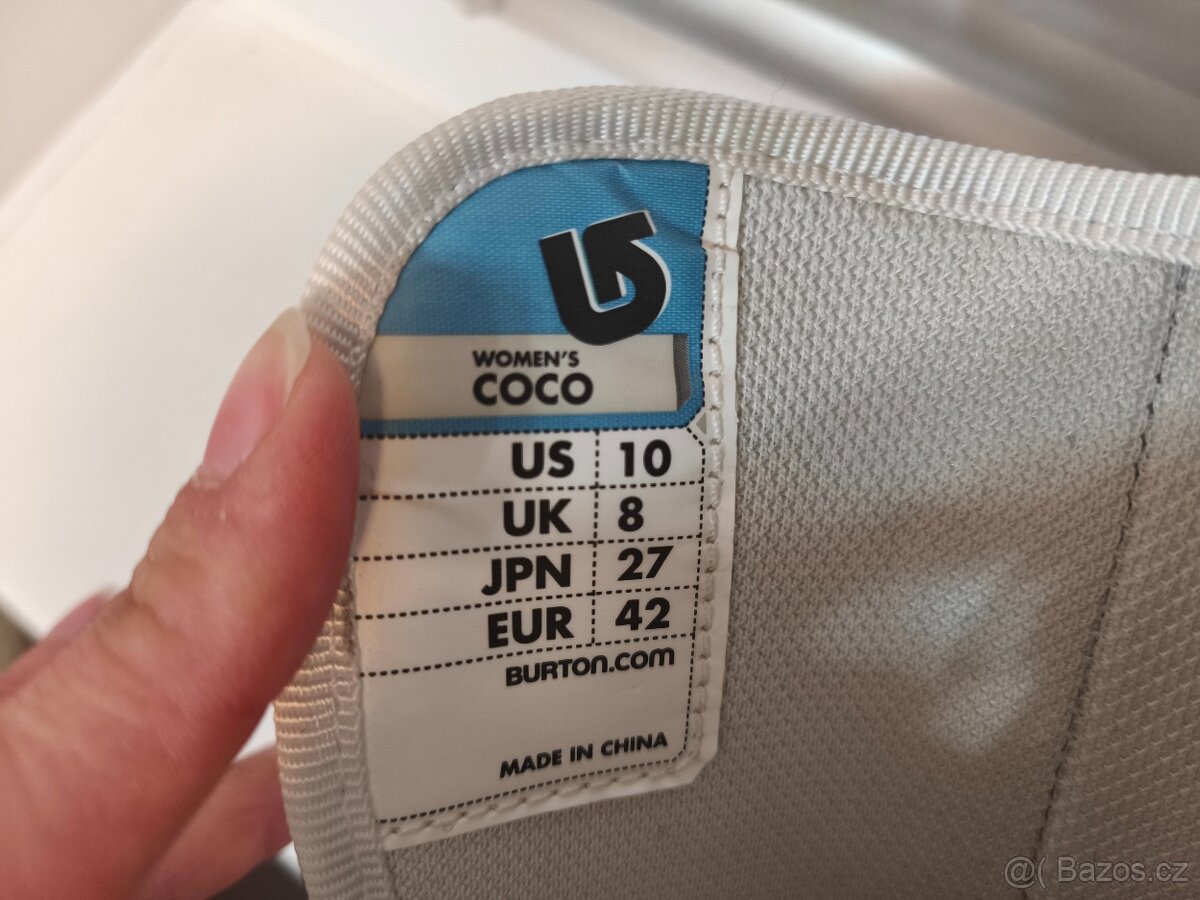 WOMEN'S
COCO
US 10
UK 8
JPN 27
EUR 42
BURTON.COM
MADE IN CHINA
@( Bazos.cz